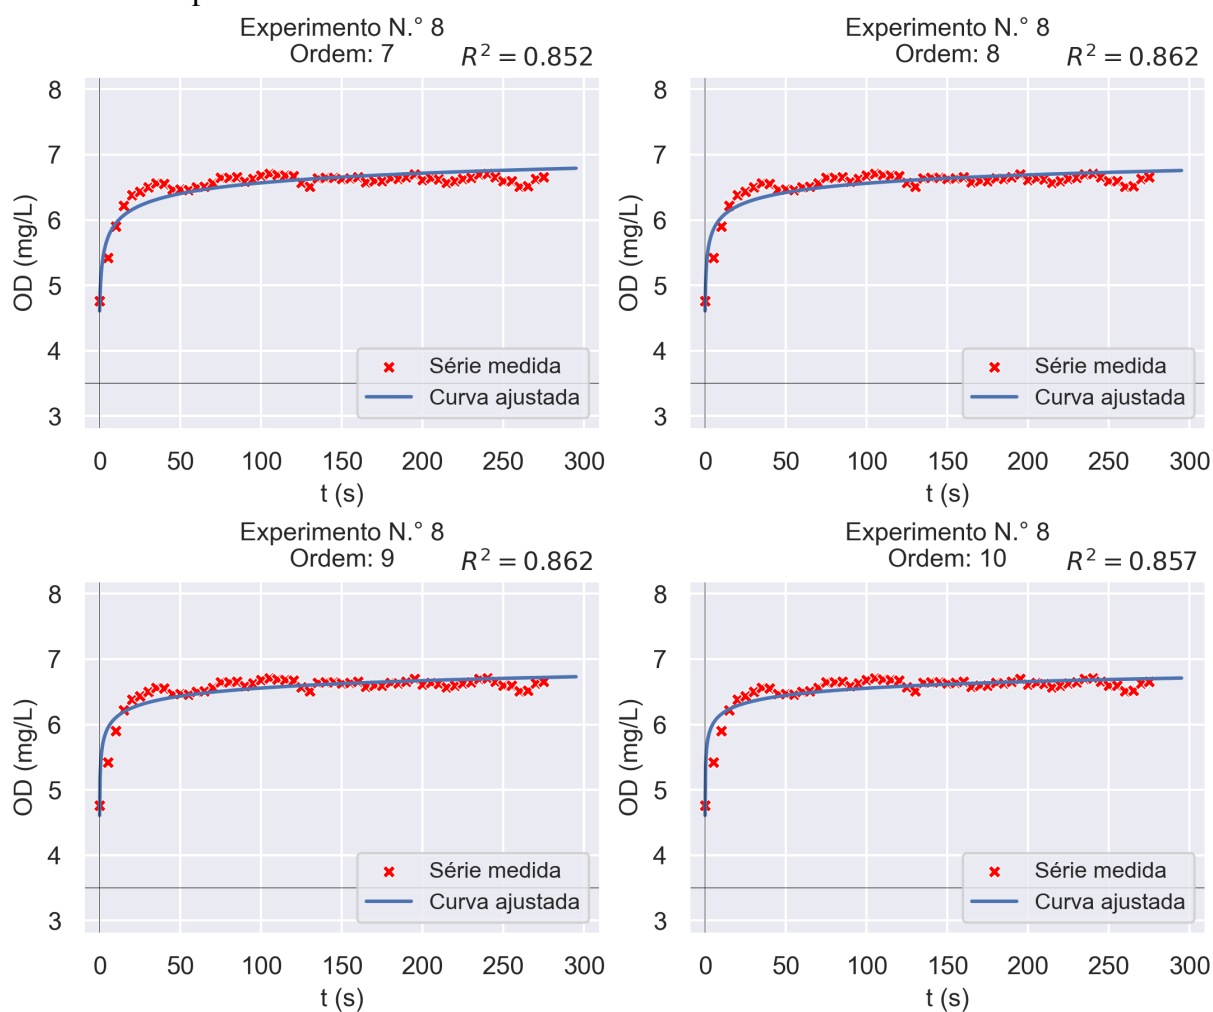 Experimento N.° 8
Ordem: 7 R² = 0.852
8
7
6
5
4
3
OD (mg/L)
Série medida
Curva ajustada
0 50 100 150 200 250 300
t (s)
Experimento N.° 8
Ordem: 8 R² = 0.862
8
7
6
5
4
3
OD (mg/L)
Série medida
Curva ajustada
0 50 100 150 200 250 300
t (s)
Experimento N.° 8
Ordem: 9 R² = 0.862
8
7
6
5
4
3
OD (mg/L)
Série medida
Curva ajustada
0 50 100 150 200 250 300
t (s)
Experimento N.° 8
Ordem: 10 R² = 0.857
8
7
6
5
4
3
OD (mg/L)
Série medida
Curva ajustada
0 50 100 150 200 250 300
t (s)